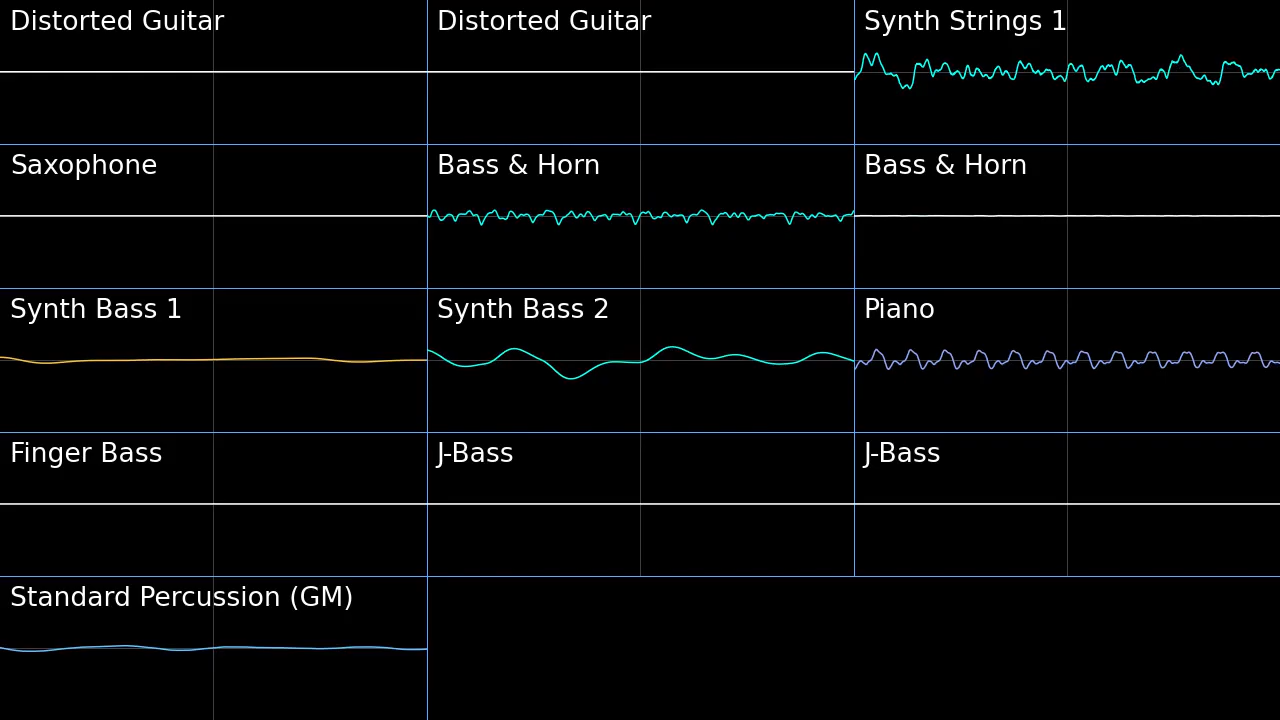 Distorted Guitar
Distorted Guitar
Synth Strings 1
Saxophone
Bass & Horn
Bass & Horn
Synth Bass 1
Synth Bass 2
Piano
Finger Bass
J-Bass
J-Bass
Standard Percussion (GM)